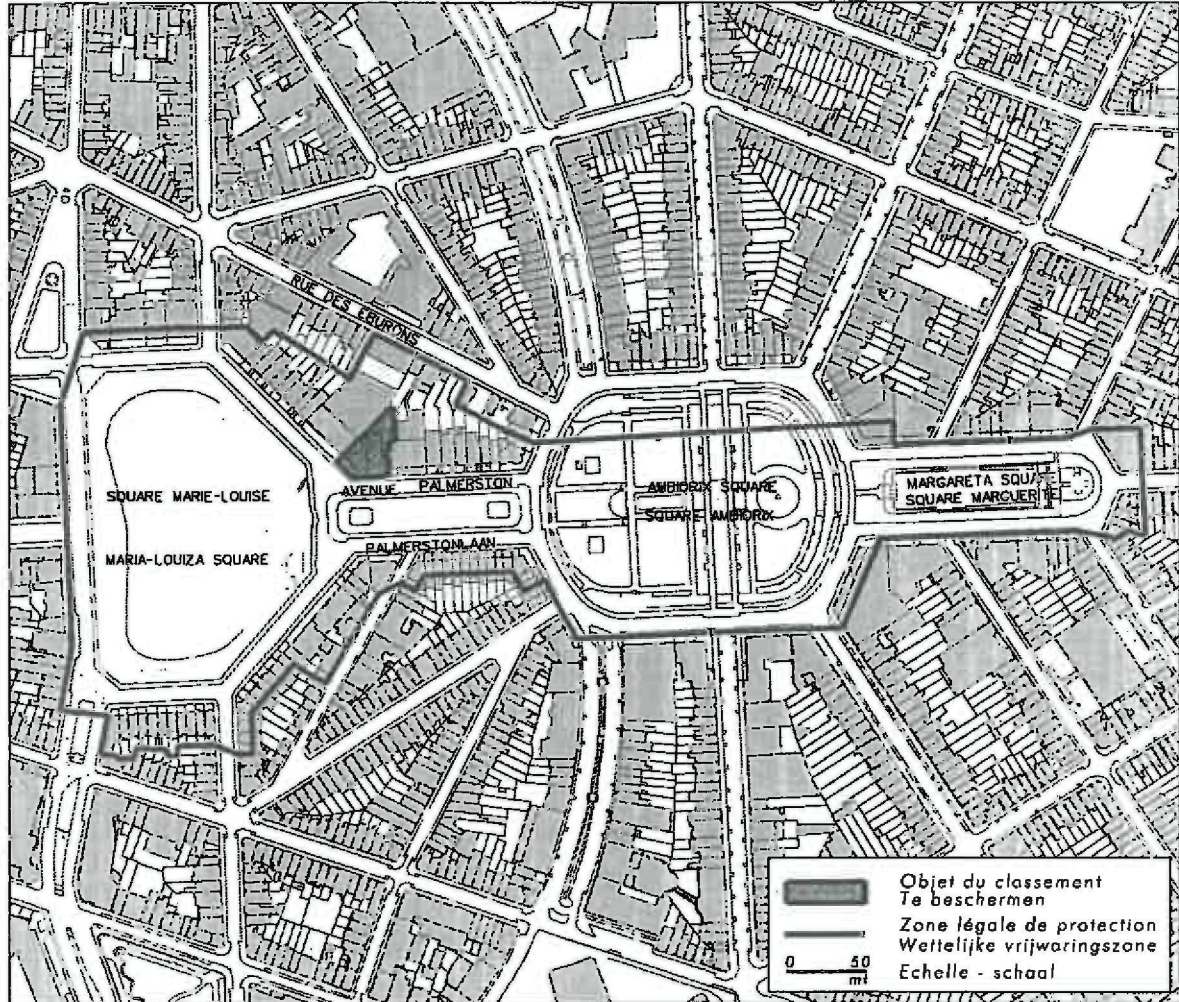 RUE DES EBURONS
SQUARE MARIE-LOUISE
MARIA-LOUIZA SQUARE
AVENUE PALMERSTON
PALMERSTONLAAN
AMBIORIX SQUARE
SQUARE AMBIORIX
MARGARETA SQUA
SQUARE MARGUERITE
Objet du classement
Te beschermen
Zone légale de protection
Wettelijke vrijwaringszone
0 50
mt
Echelle - schaal